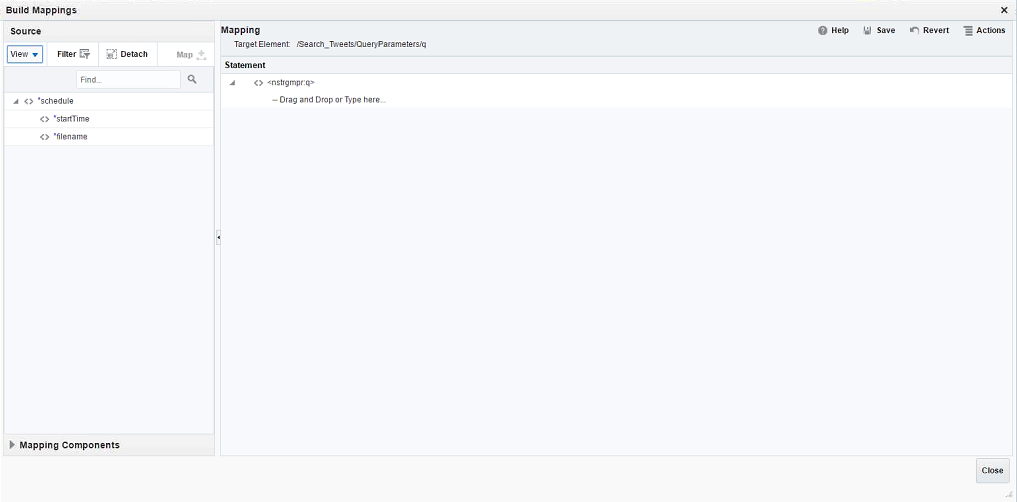 Build Mappings
Source
View Filter Detach Map
Find...
*schedule
*startTime
*filename
Mapping Components
Mapping
Target Element: /Search_Tweets/QueryParameters/q
Help Save Revert Actions
Statement
<nstrgmpr:q>
-- Drag and Drop or Type here...
Close